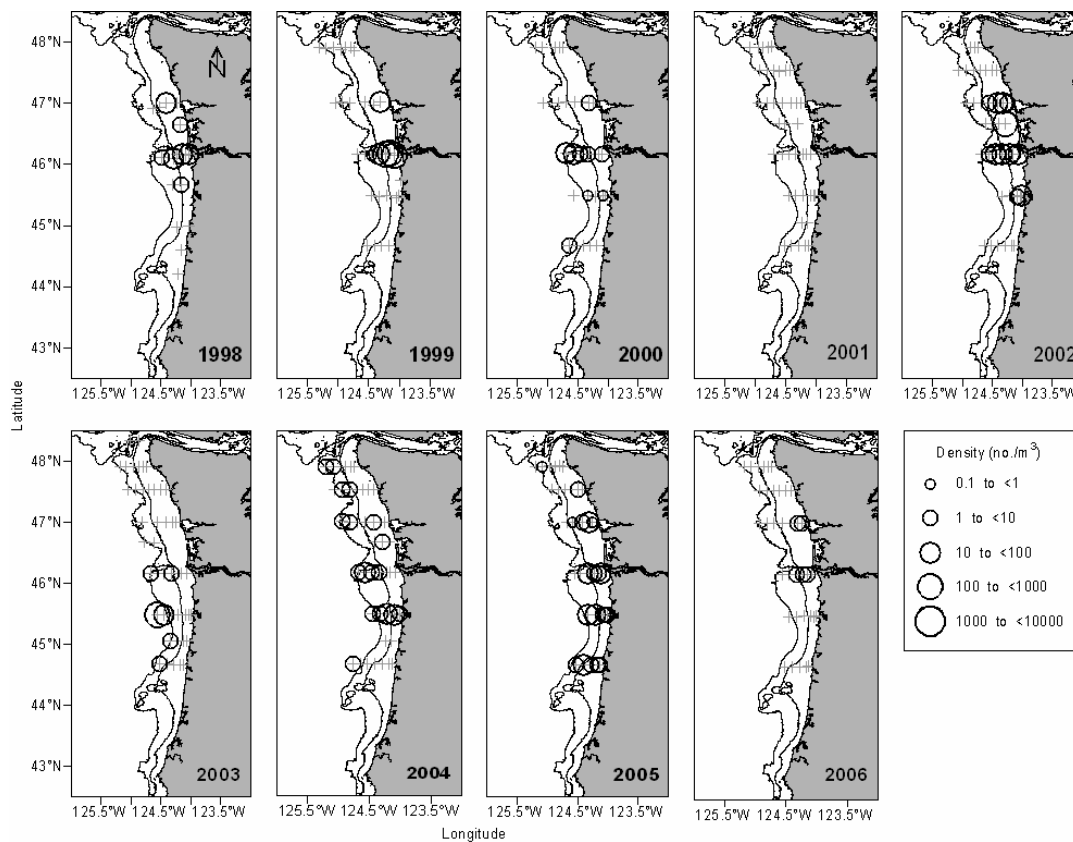 48°N
47°N
46°N
45°N
44°N
43°N
N
1998
1999
2000
2001
2002
125.5°W 124.5°W 123.5°W
125.5°W 124.5°W 123.5°W
125.5°W 124.5°W 123.5°W
125.5°W 124.5°W 123.5°W
125.5°W 124.5°W 123.5°W
Latitude
48°N
47°N
46°N
45°N
44°N
43°N
2003
2004
2005
2006
125.5°W 124.5°W 123.5°W
125.5°W 124.5°W 123.5°W
125.5°W 124.5°W 123.5°W
125.5°W 124.5°W 123.5°W
Longitude
Density (no./m³)
0.1 to <1
1 to <10
10 to <100
100 to <1000
1000 to <10000